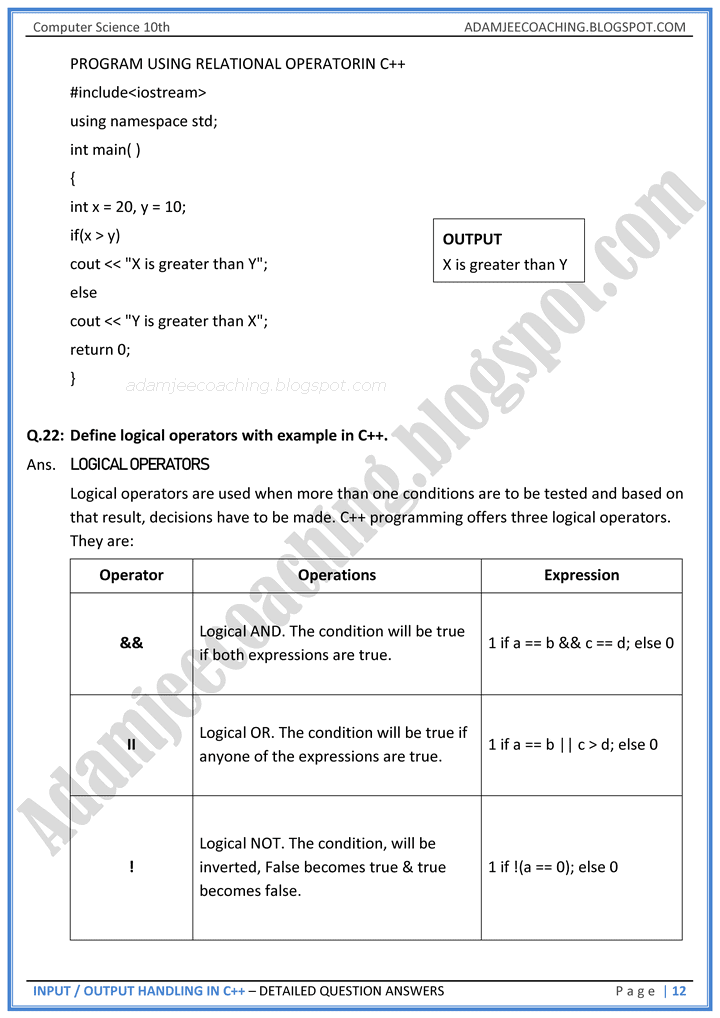 Computer Science 10th ADAMJEECOACHING.BLOGSPOT.COM
PROGRAM USING RELATIONAL OPERATORIN C++
#include<iostream>
using namespace std;
int main( )
{
int x = 20, y = 10;
if(x > y)
cout << "X is greater than Y";
else
cout << "Y is greater than X";
return 0;
}
OUTPUT
X is greater than Y
adamjeecoaching.blogspot.com
Adamjeecoaching.blogspot.com
Q.22: Define logical operators with example in C++.
Ans. LOGICAL OPERATORS
Logical operators are used when more than one conditions are to be tested and based on
that result, decisions have to be made. C++ programming offers three logical operators.
They are:
Operator Operations Expression
&& Logical AND. The condition will be true
if both expressions are true. 1 if a == b && c == d; else 0
II Logical OR. The condition will be true if
anyone of the expressions are true. 1 if a == b || c > d; else 0
! Logical NOT. The condition, will be
inverted, False becomes true & true
becomes false. 1 if !(a == 0); else 0
INPUT / OUTPUT HANDLING IN C++ – DETAILED QUESTION ANSWERS Page | 12